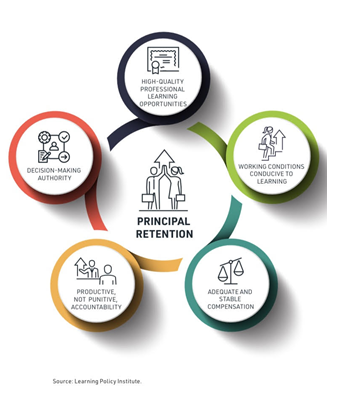 HIGH-QUALITY
PROFESSIONAL
LEARNING
OPPORTUNITIES
DECISION-MAKING
AUTHORITY
WORKING CONDITIONS
CONDUCIVE TO
LEARNING
PRINCIPAL
RETENTION
PRODUCTIVE,
NOT PUNITIVE,
ACCOUNTABILITY
ADEQUATE AND
STABLE
COMPENSATION
Source: Learning Policy Institute.